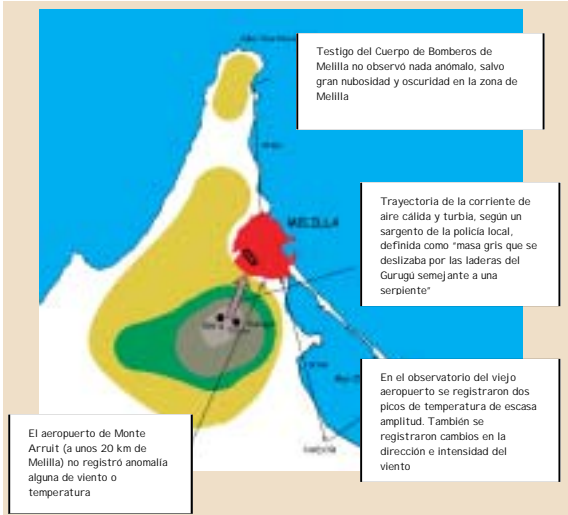 Testigo del Cuerpo de Bomberos de
Melilla no observó nada anómalo, salvo
gran nubosidad y oscuridad en la zona de
Melilla
MELILLA
Trayectoria de la corriente de
aire cálida y turbia, según un
sargento de la policía local,
definida como "masa gris que se
deslizaba por las laderas del
Gurugú semejante a una
serpiente"
En el observatorio del viejo
aeropuerto se registraron dos
picos de temperatura de escasa
amplitud. También se
registraron cambios en la
dirección e intensidad del
viento
El aeropuerto de Monte
Arruit (a unos 20 km de
Melilla) no registró anomalía
alguna de viento o
temperatura